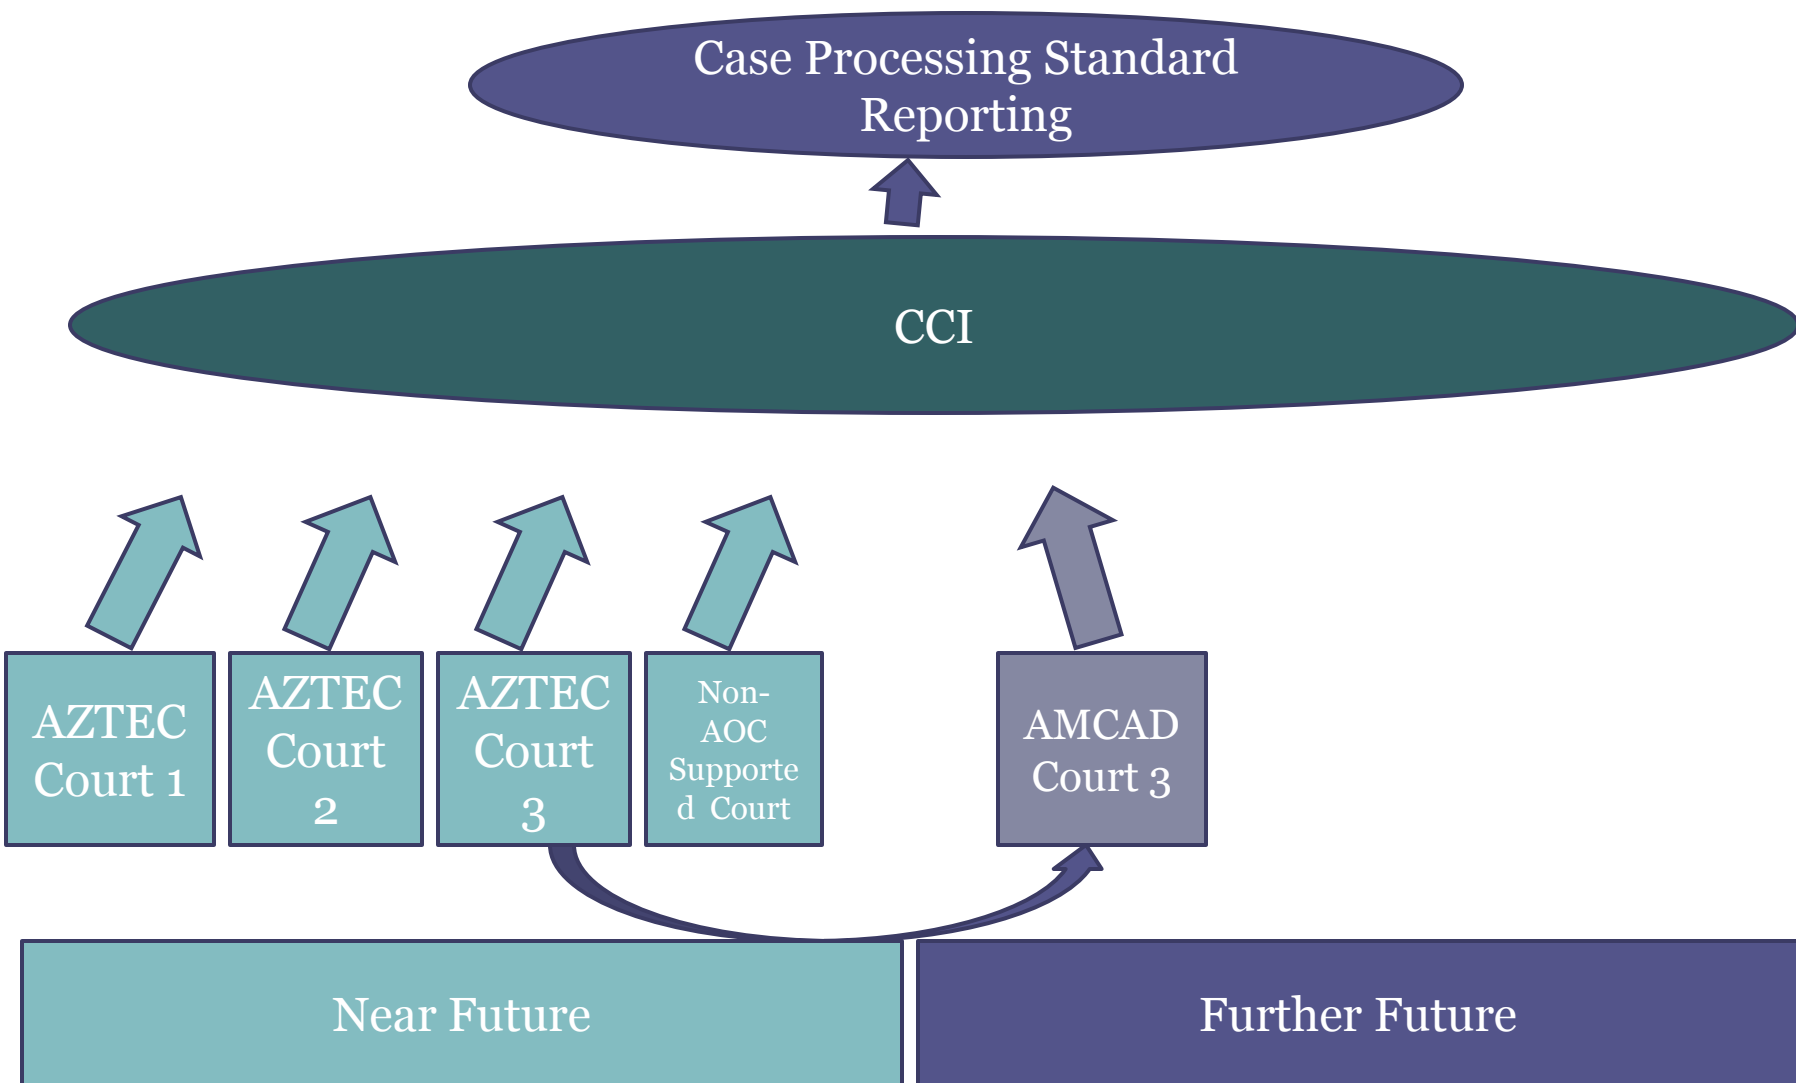 Case Processing Standard
Reporting
CCI
AZTEC
Court 1
AZTEC
Court
2
AZTEC
Court
3
Non-
AOC
Supporte
d Court
AMCAD
Court 3
Near Future
Further Future